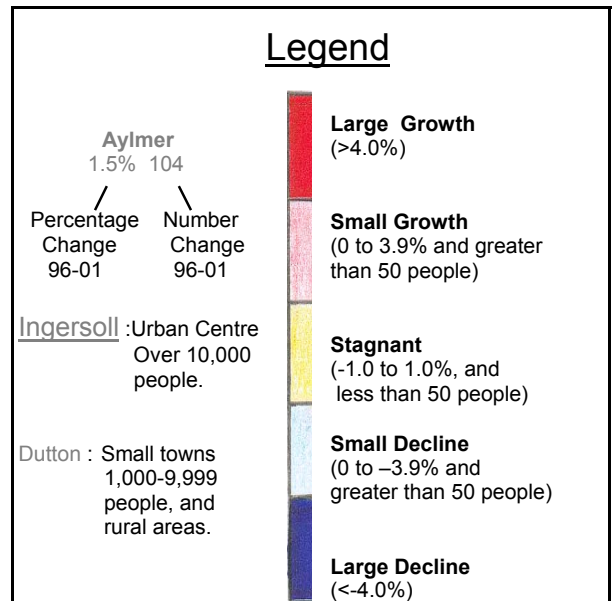 Legend
Aylmer
1.5% 104
Percentage
Change
96-01
Number
Change
96-01
Ingersoll :Urban Centre
Over 10,000
people.
Dutton : Small towns
1,000-9,999
people, and
rural areas.
Large Growth
(>4.0%)
Small Growth
(0 to 3.9% and greater
than 50 people)
Stagnant
(-1.0 to 1.0%, and
less than 50 people)
Small Decline
(0 to –3.9% and
greater than 50 people)
Large Decline
(<-4.0%)